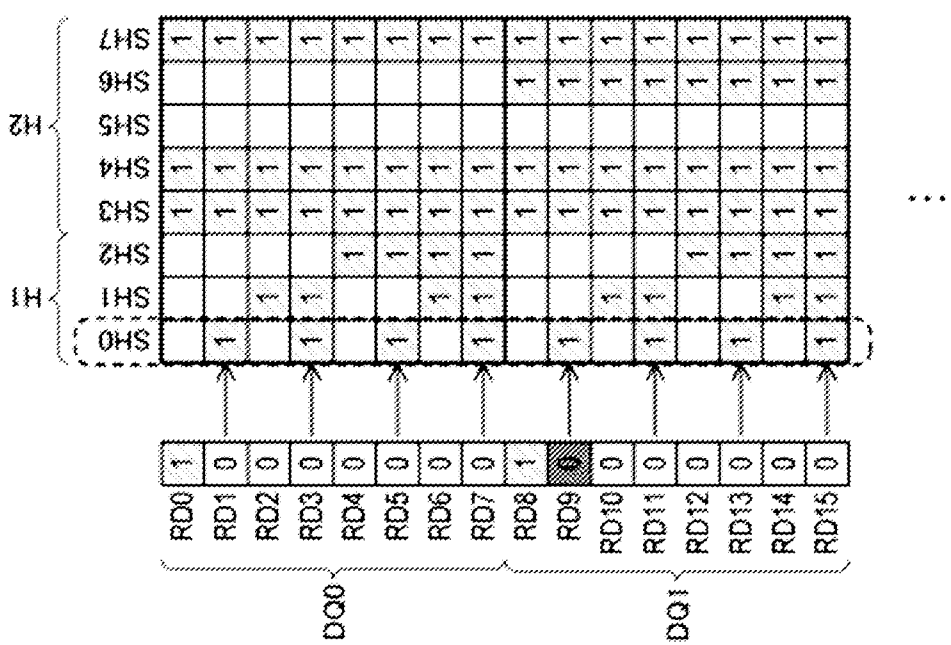 H2
SH7 1 1 1 1 1 1 1 1 1 1 1 1 1 1 1 1
SH6 1 1 1 1 1 1 1 1
SH5
SH4 1 1 1 1 1 1 1 1 1 1 1 1 1 1 1 1
SH3 1 1 1 1 1 1 1 1 1 1 1 1 1 1 1 1
H1
SH2 1 1 1 1 1 1 1 1
SH1 1 1 1 1 1 1 1 1
SH0 1 1 1 1 1 1 1 1
...
1 0 0 0 0 0 0 0 1 0 0 0 0 0 0 0
RD0 RD1 RD2 RD3 RD4 RD5 RD6 RD7 RD8 RD9 RD10 RD11 RD12 RD13 RD14 RD15
DQ0 DQ1